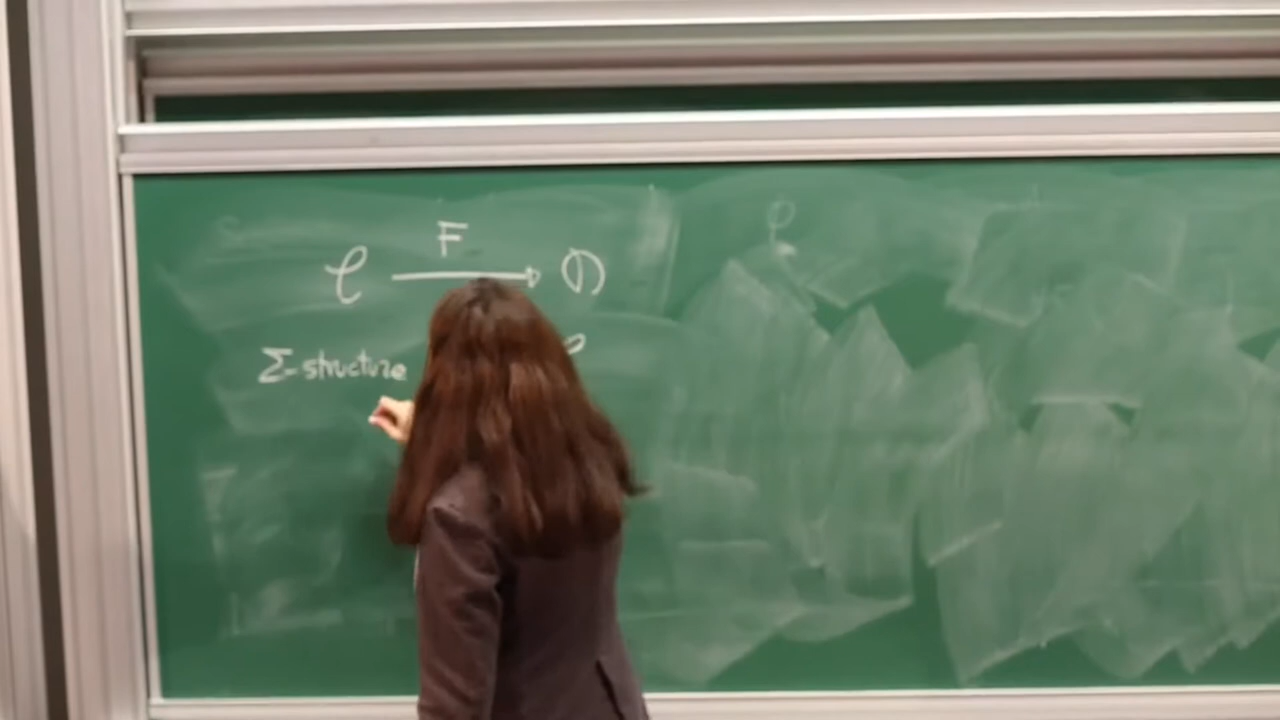 F
𝒞 ⟶ 𝒟
Σ-structure